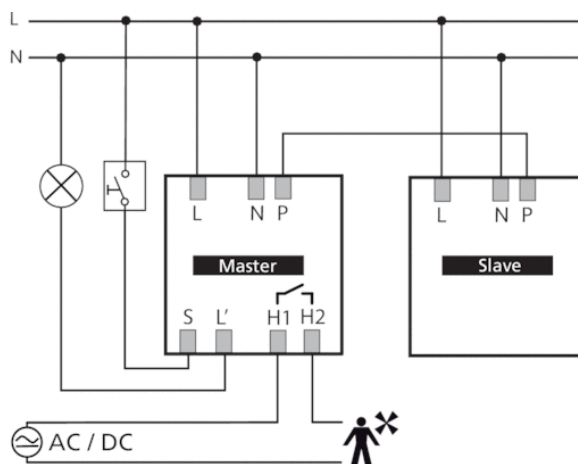 L
N
L N P L N P
Master Slave
S L' H1 H2
AC / DC